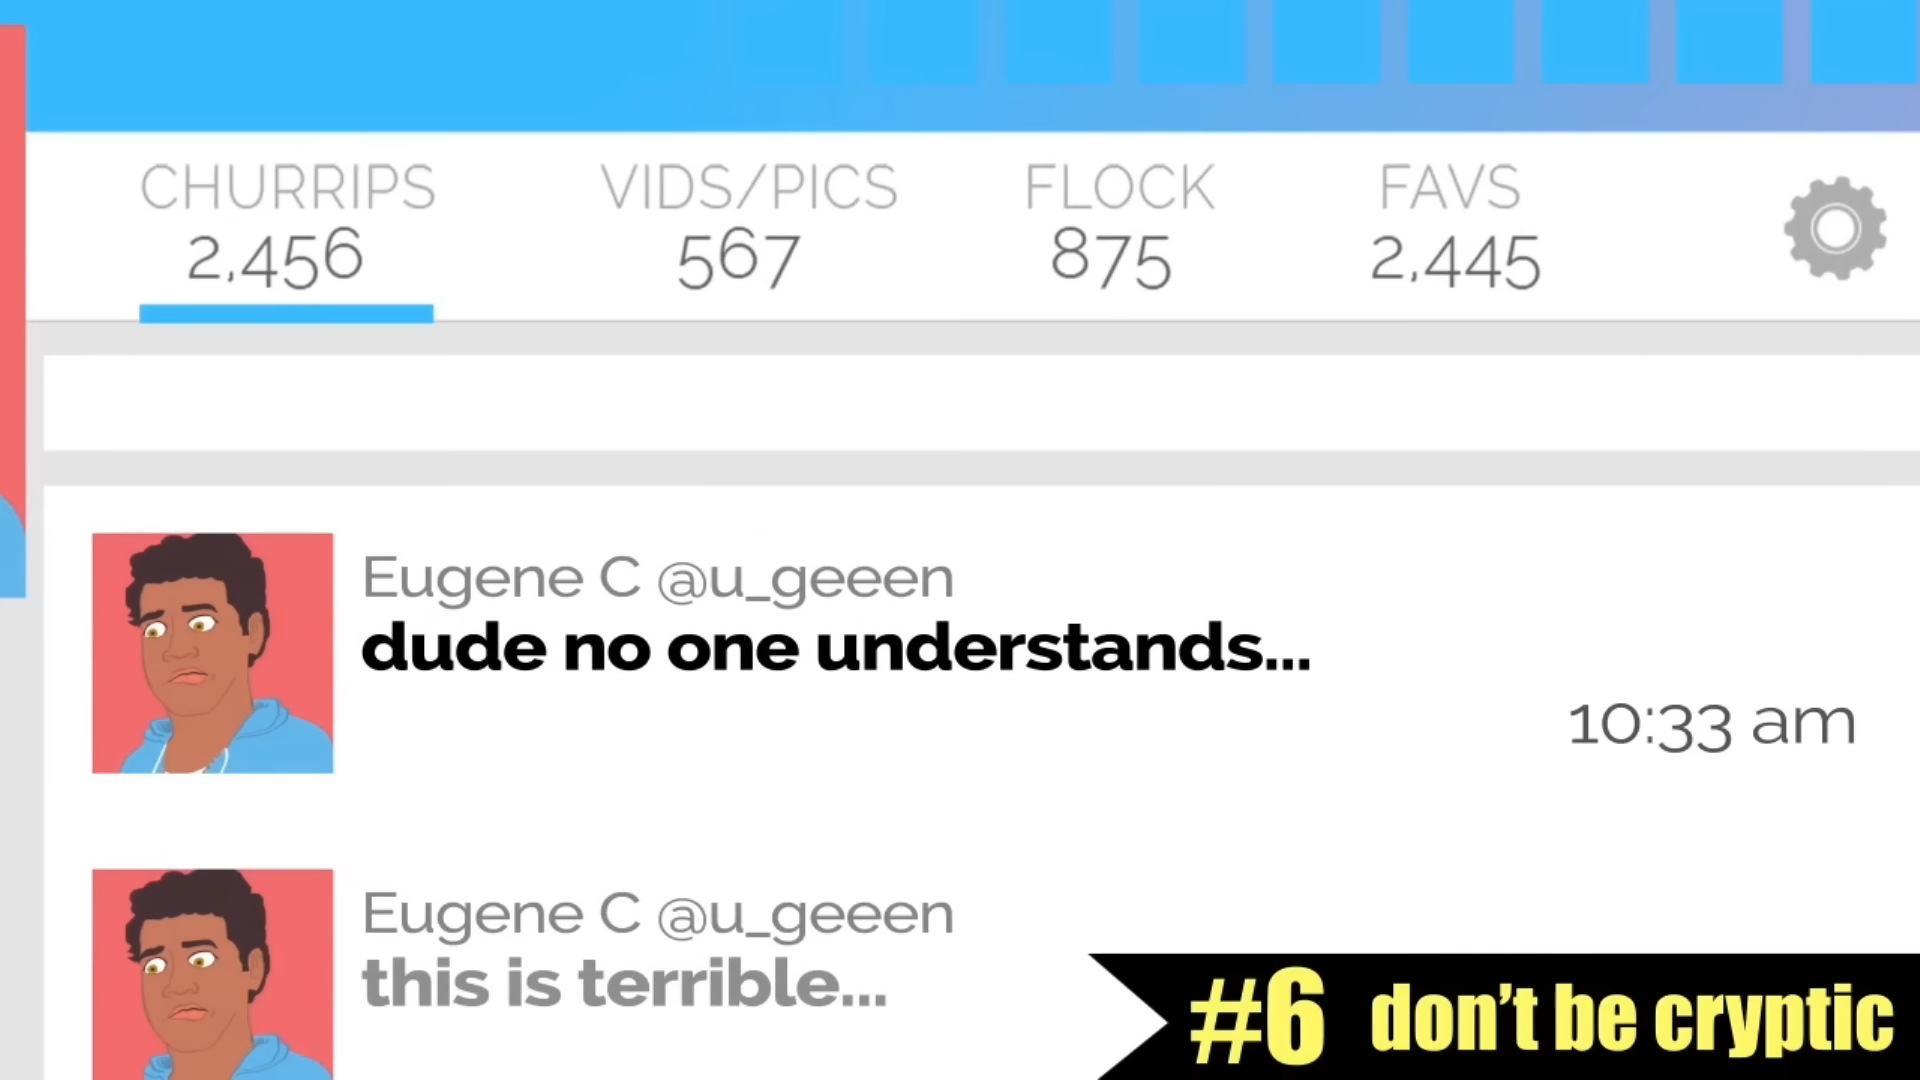 CHURRIPS VIDS/PICS FLOCK FAVS
2,456 567 875 2,445
Eugene C @u_geeen
dude no one understands...
10:33 am
Eugene C @u_geeen
this is terrible...
#6 don't be cryptic